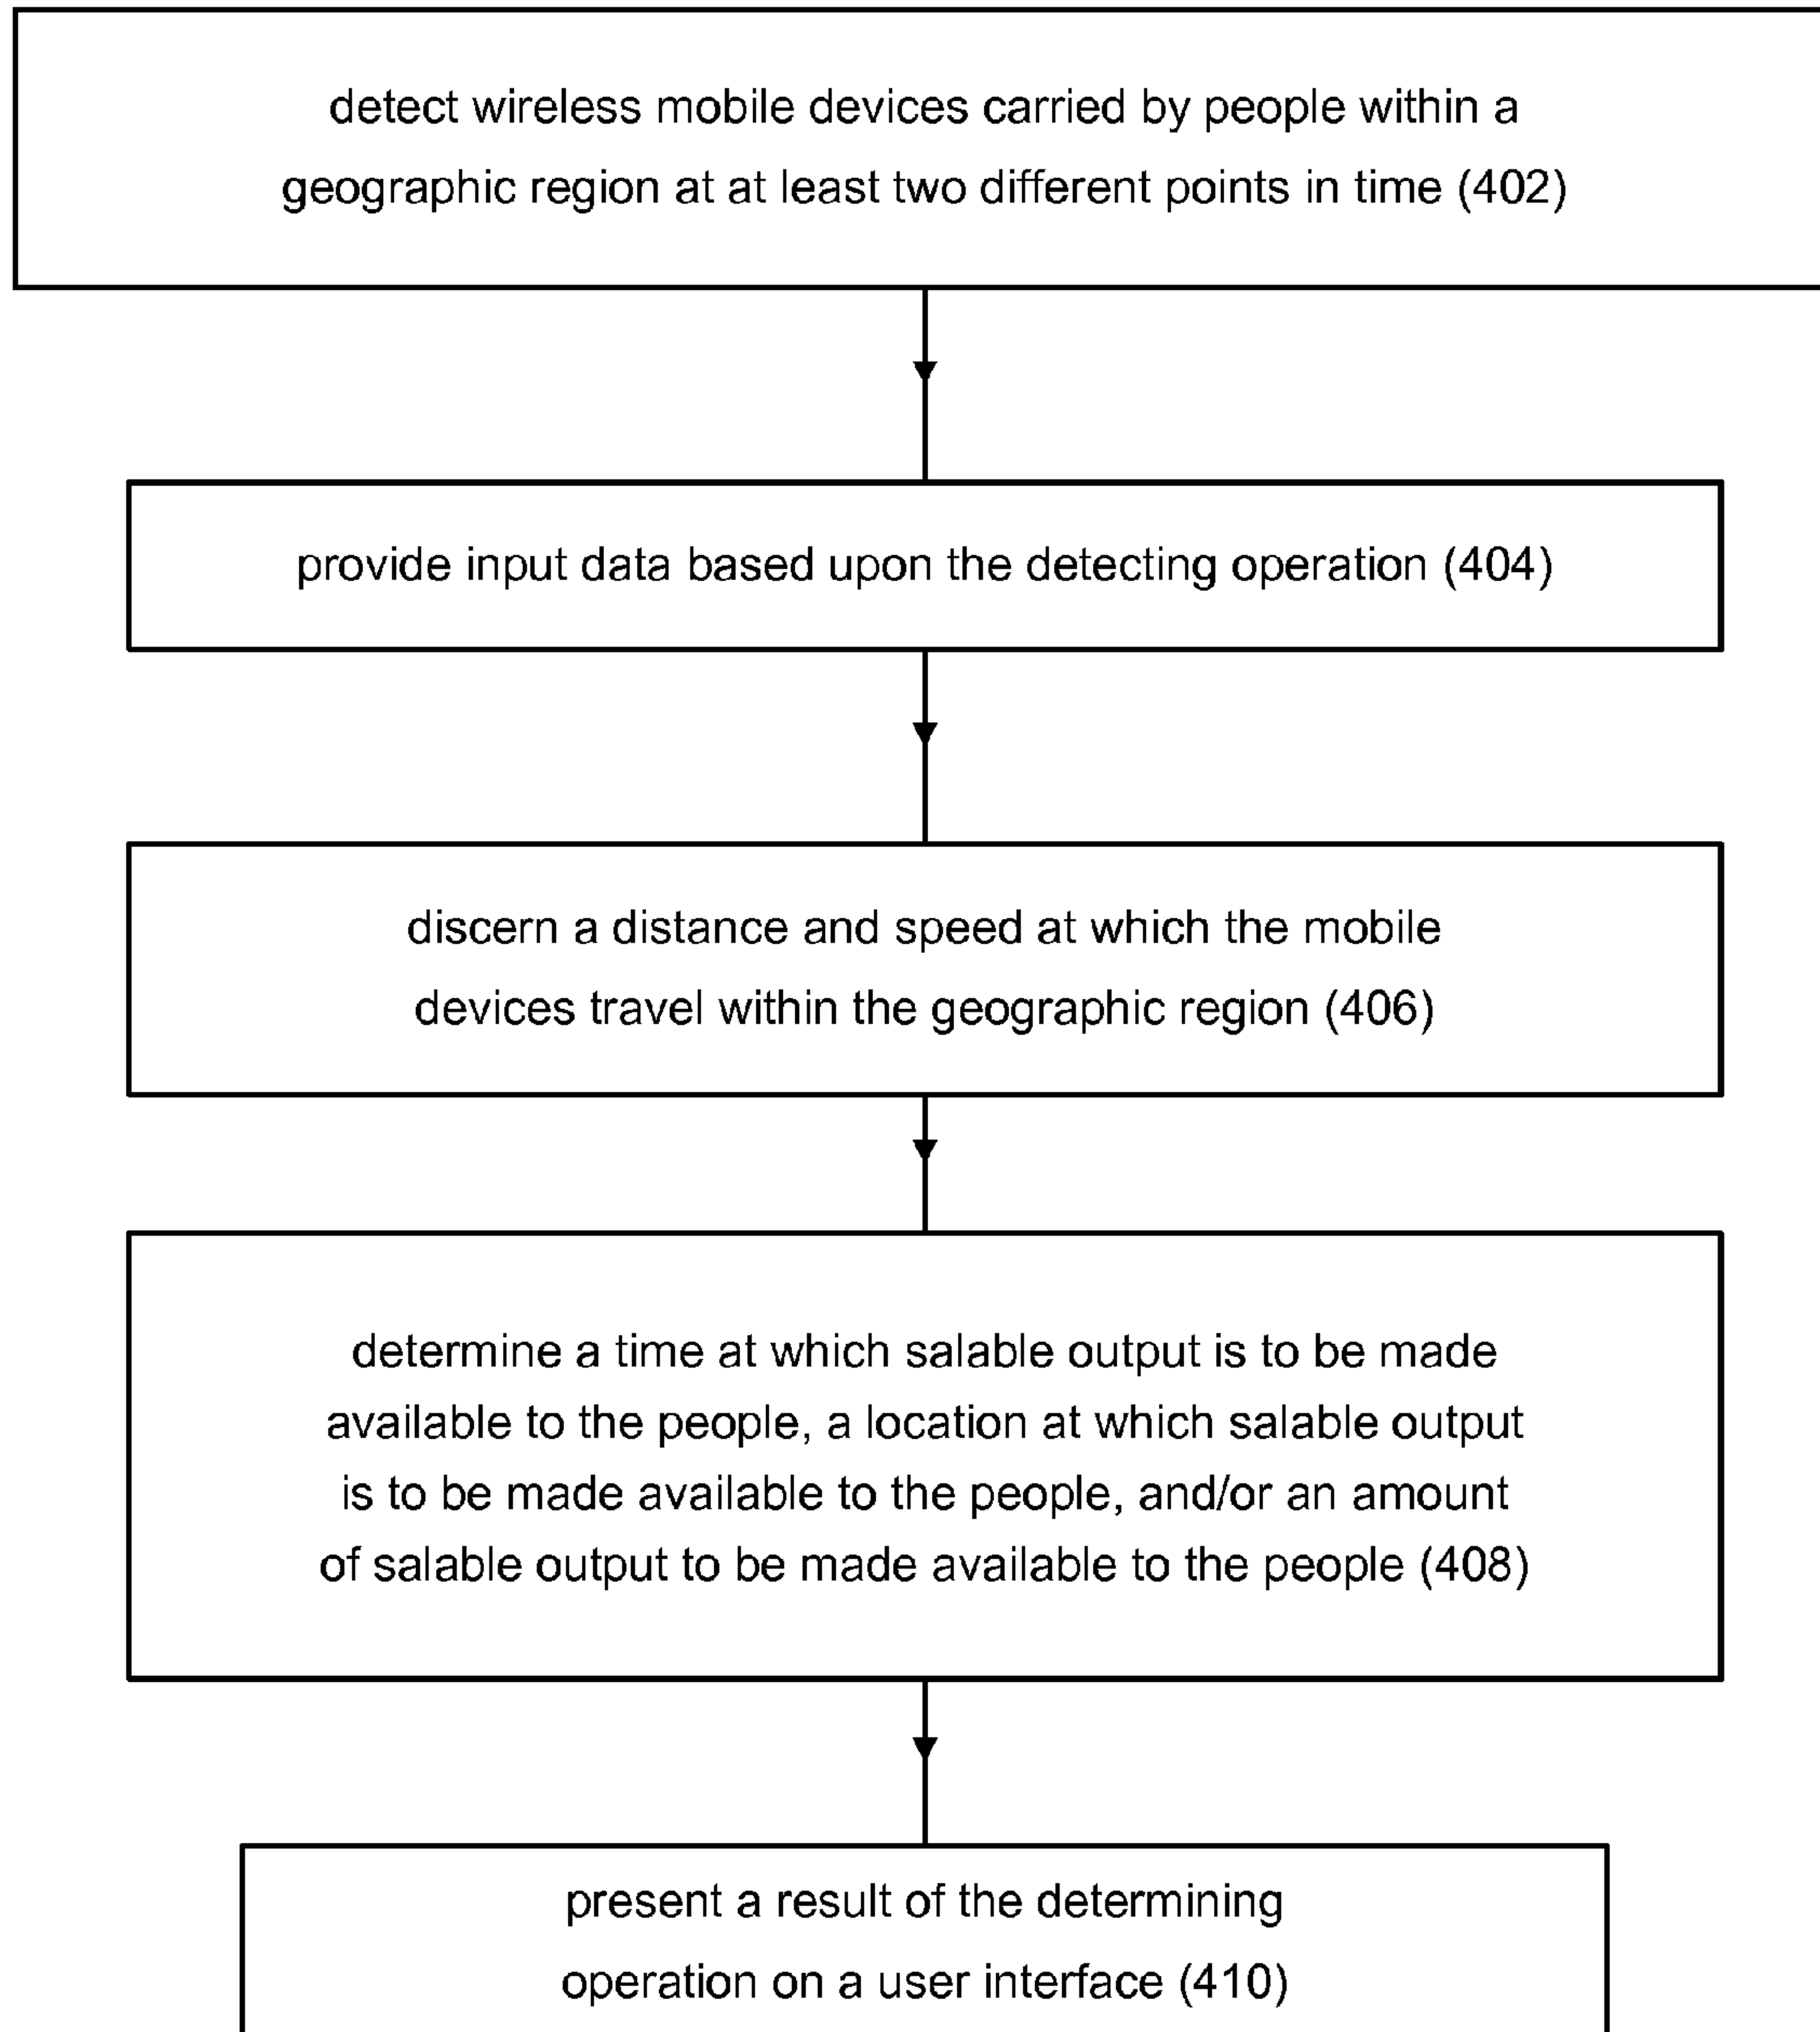 detect wireless mobile devices carried by people within a
geographic region at at least two different points in time (402)
provide input data based upon the detecting operation (404)
discern a distance and speed at which the mobile
devices travel within the geographic region (406)
determine a time at which salable output is to be made
available to the people, a location at which salable output
is to be made available to the people, and/or an amount
of salable output to be made available to the people (408)
present a result of the determining
operation on a user interface (410)